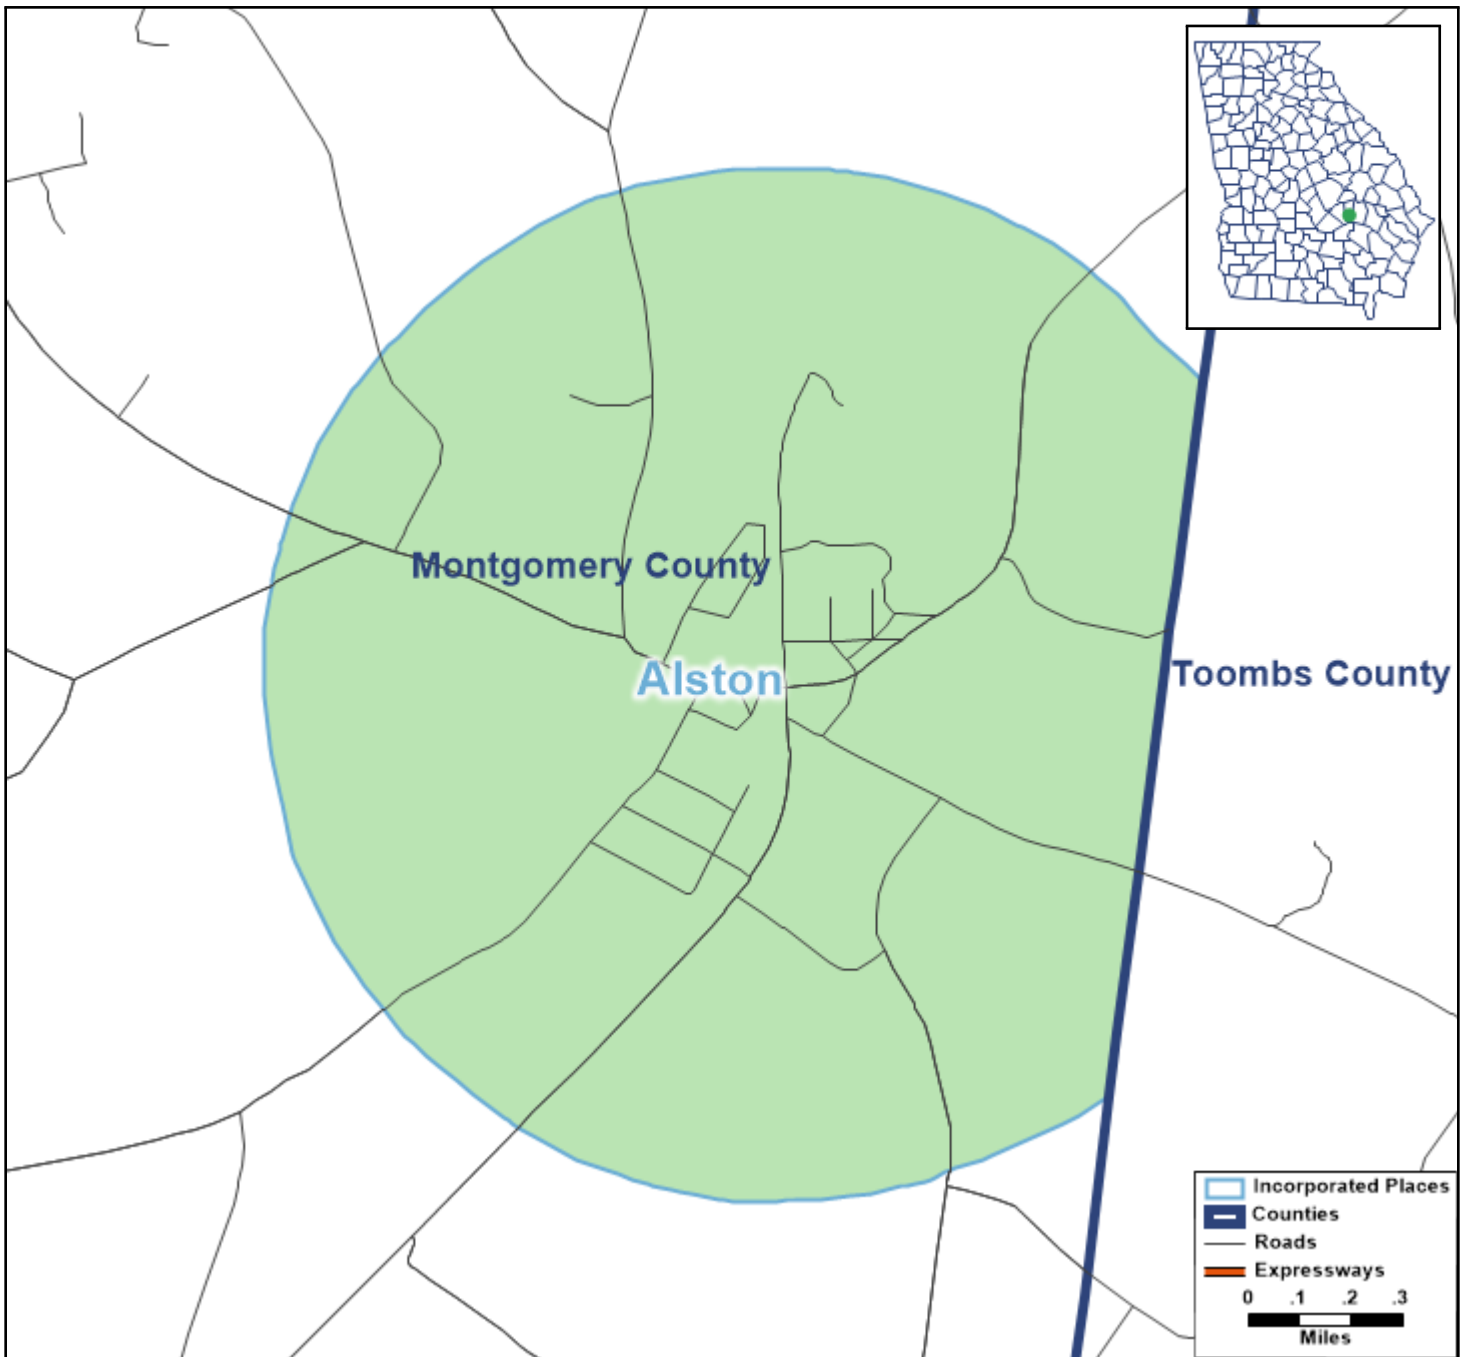 Montgomery County
Alston
Toombs County
Incorporated Places
Counties
Roads
Expressways
0 .1 .2 .3
Miles